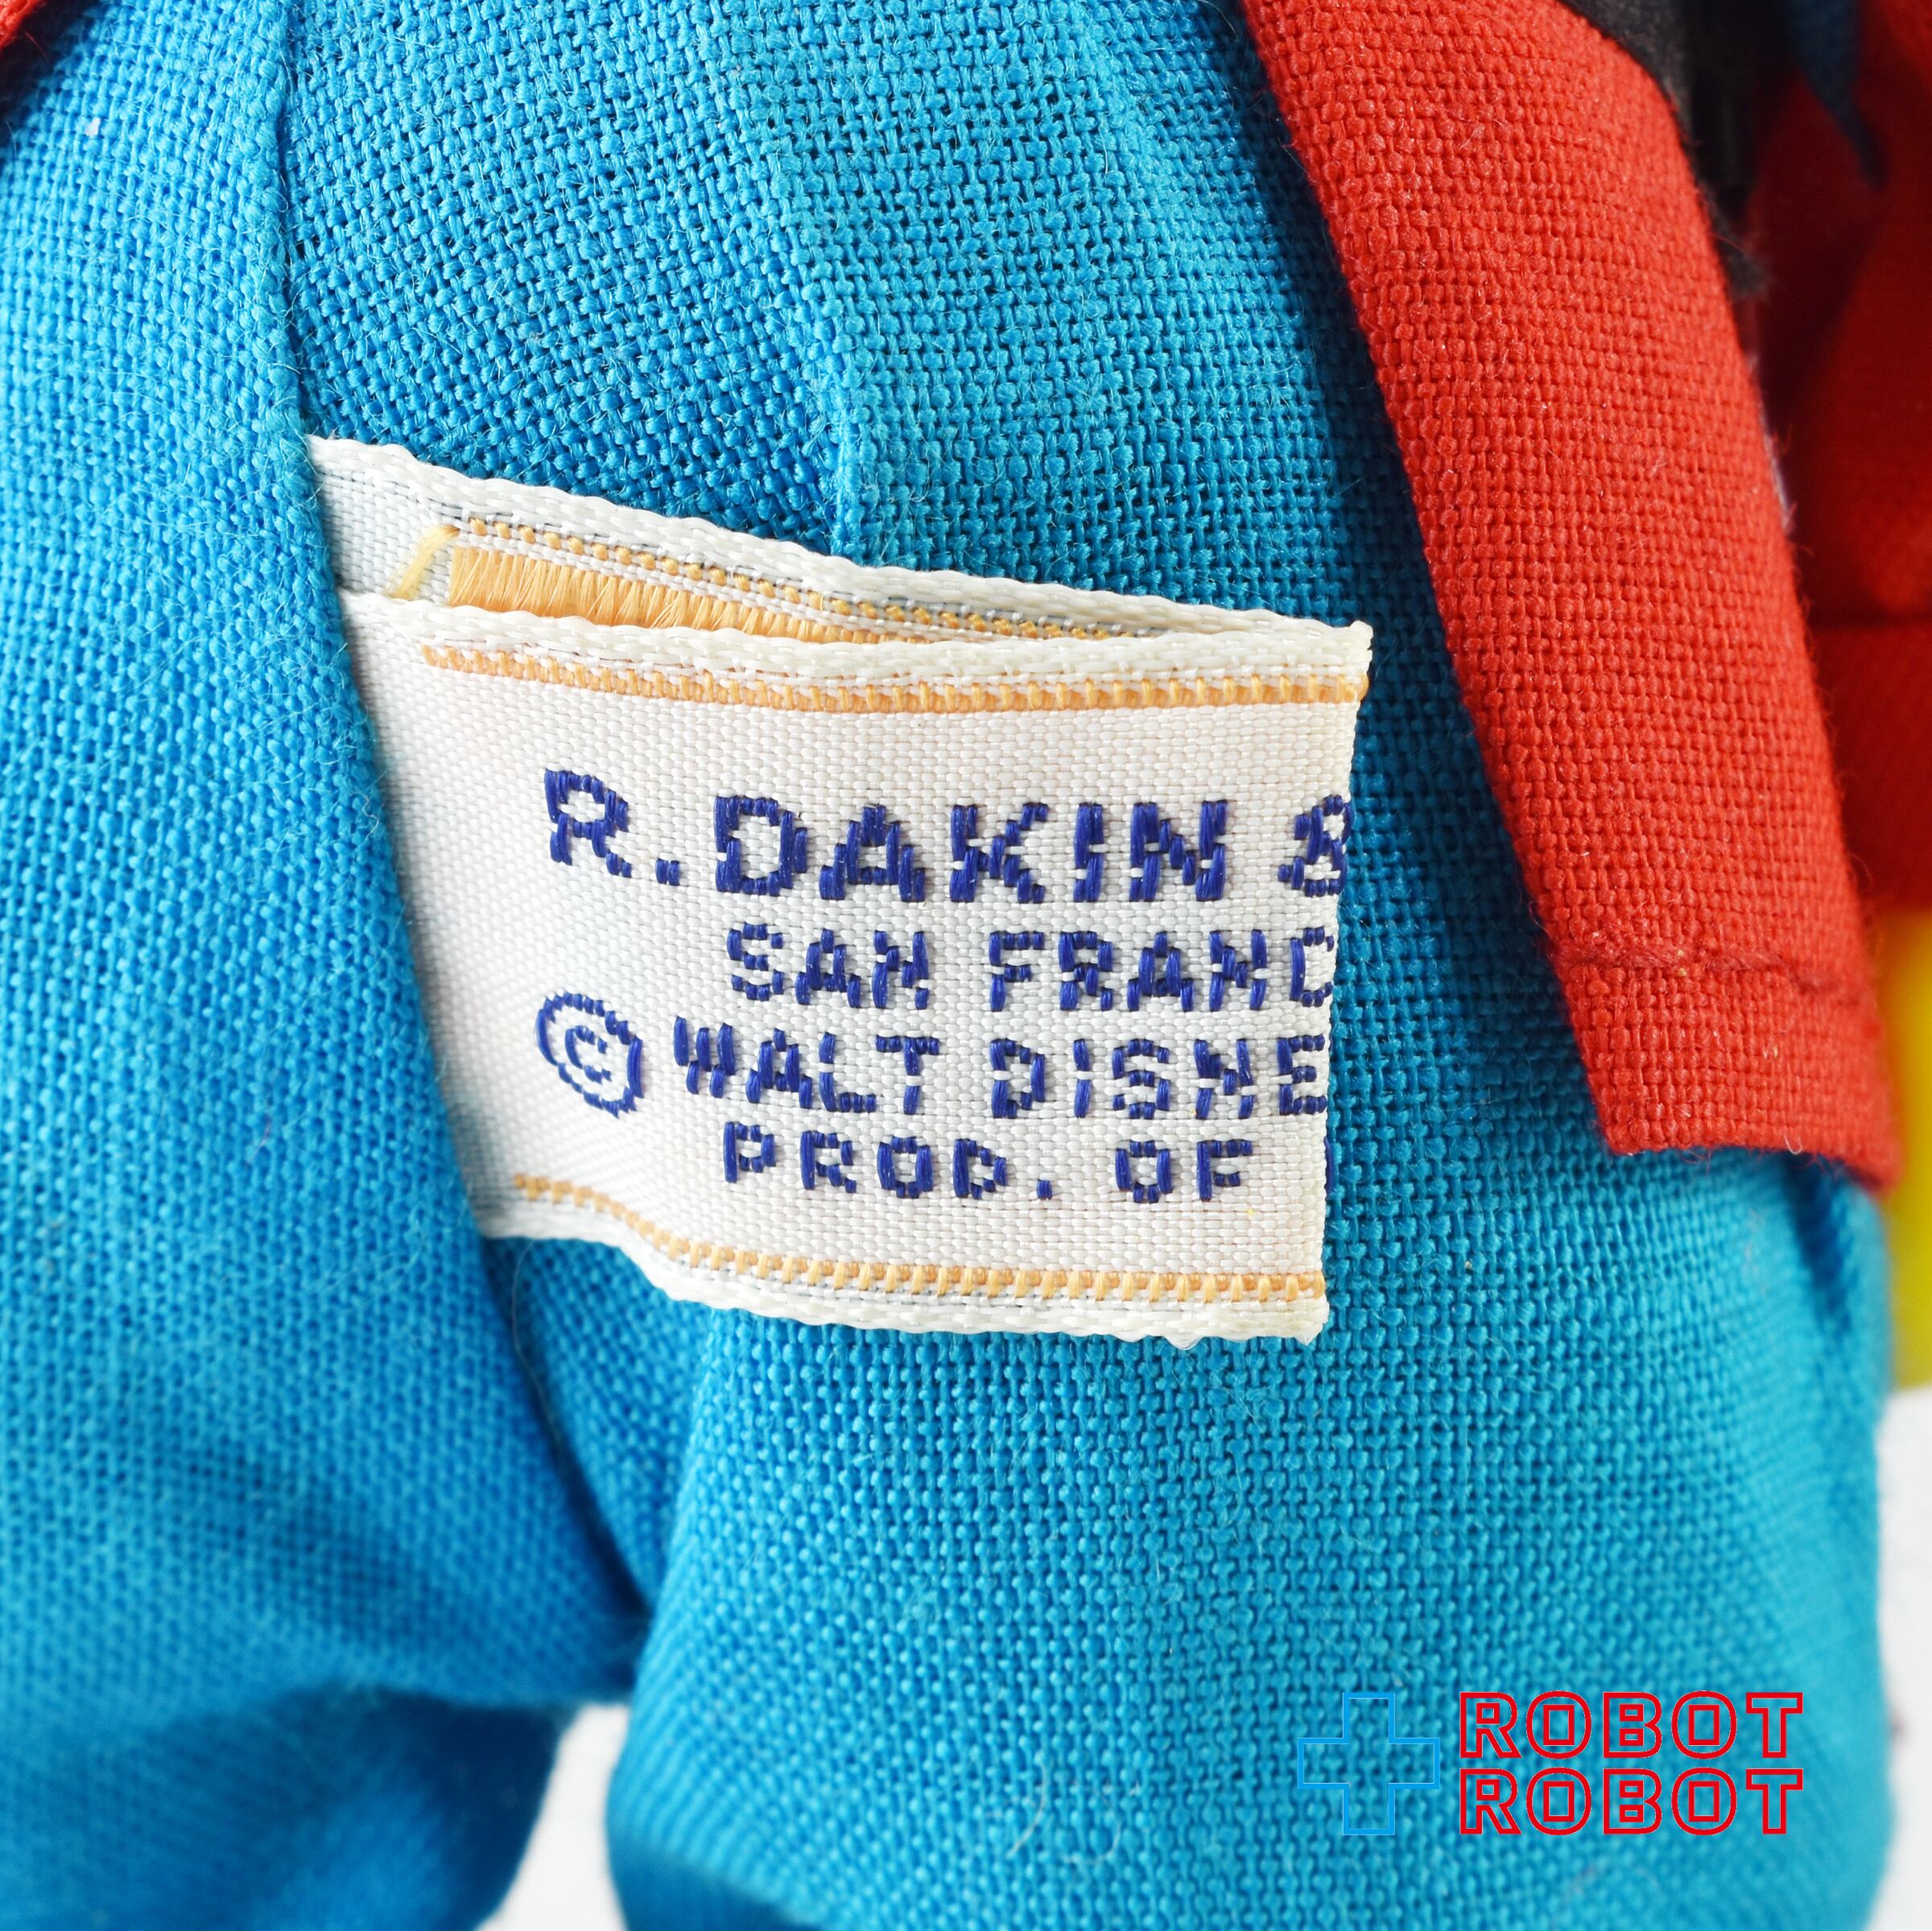 R. DAKIN &
SAN FRANC
© WALT DISNE
PROD. OF
ROBOT
ROBOT